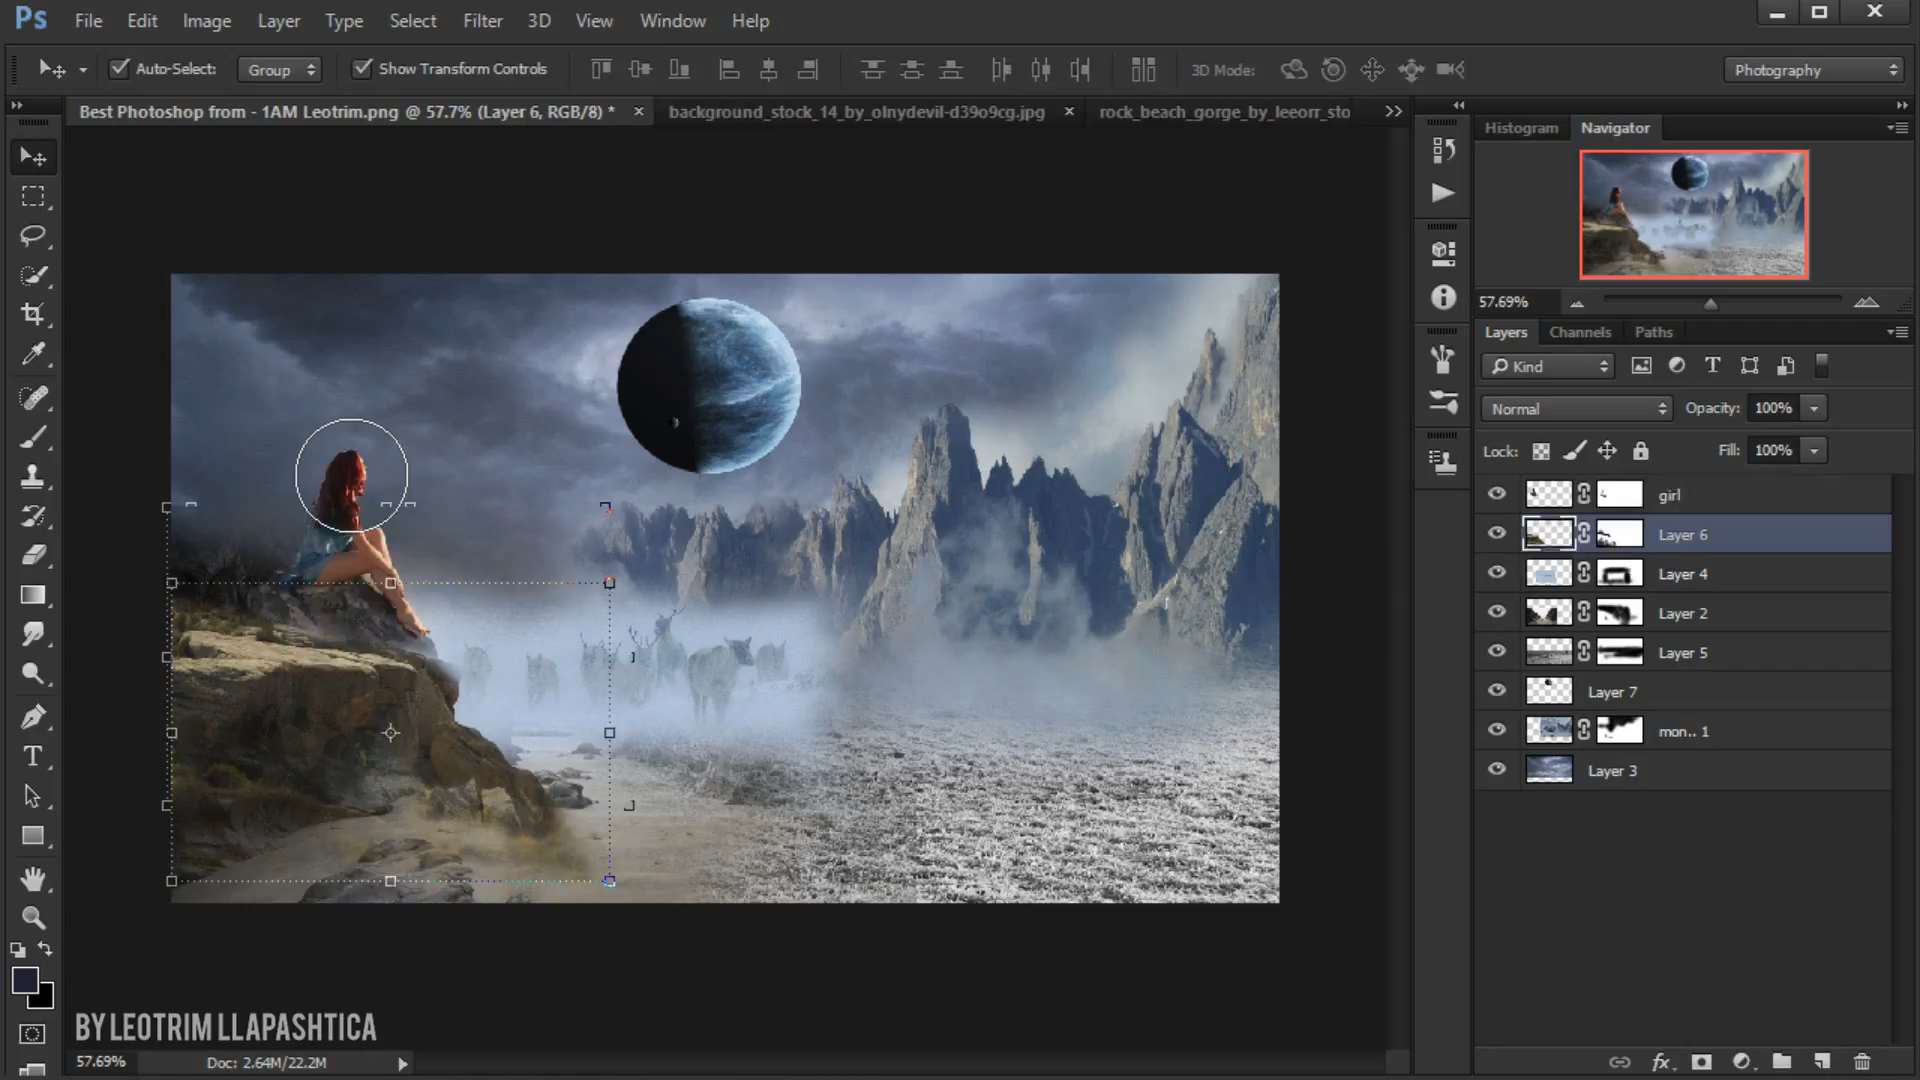 Ps File Edit Image Layer Type Select Filter 3D View Window Help
Auto-Select: Group Show Transform Controls 3D Mode: Photography
Best Photoshop from - 1AM Leotrim.png @ 57.7% (Layer 6, RGB/8) * × background_stock_14_by_olnydevil-d39o9cg.jpg × rock_beach_gorge_by_leeorr_sto
Histogram Navigator
57.69%
Layers Channels Paths
Kind
Normal Opacity: 100%
Lock: Fill: 100%
girl
Layer 6
Layer 4
Layer 2
Layer 5
Layer 7
mon.. 1
Layer 3
BY LEOTRIM LLAPASHTICA
57.69% Doc: 2.64M/22.2M
fx